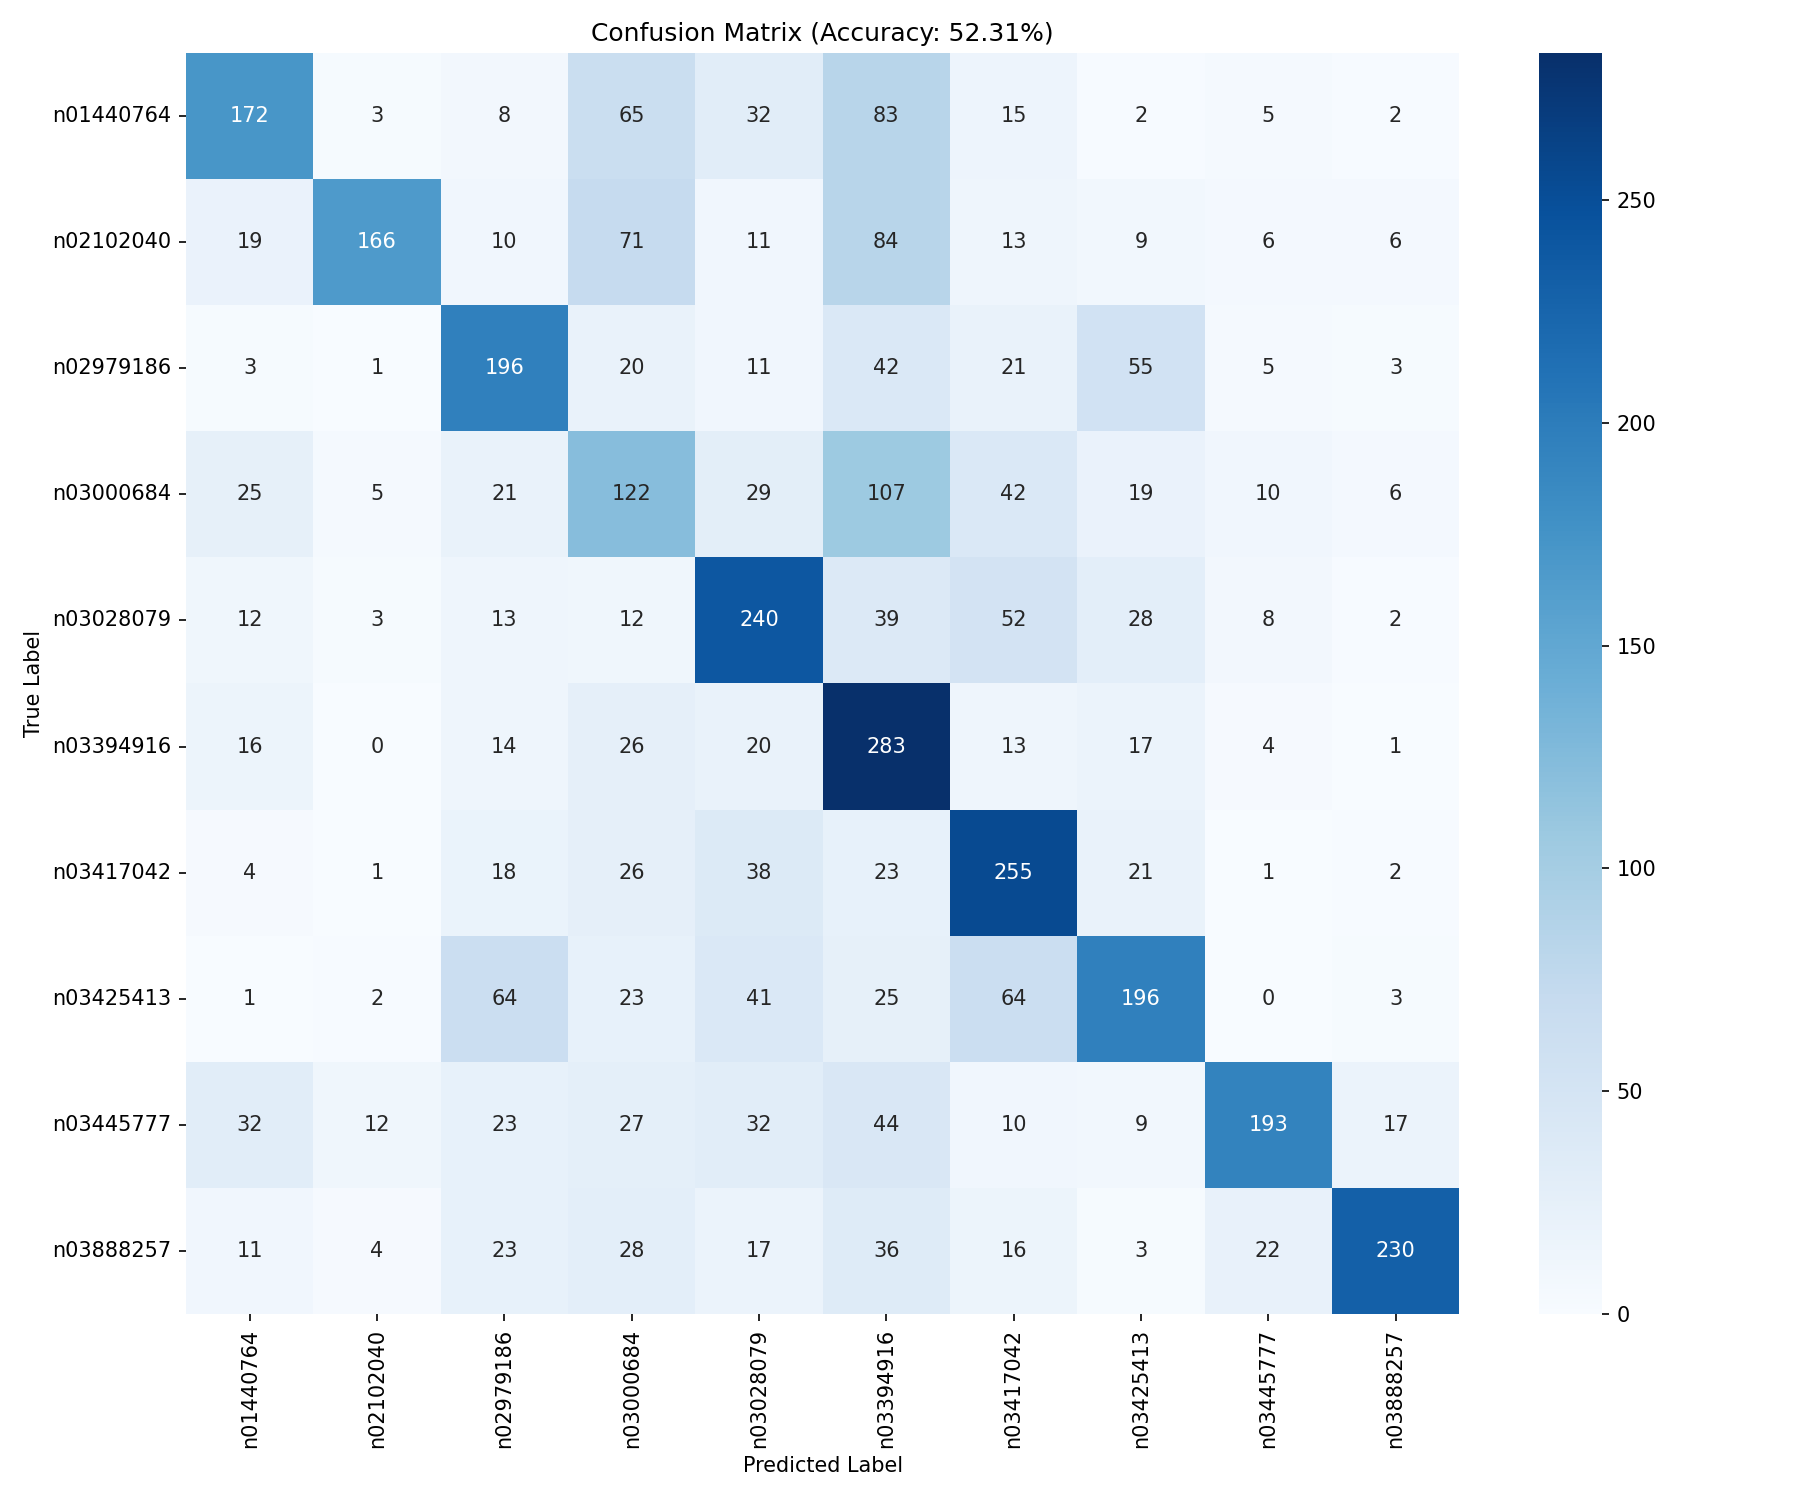 Confusion Matrix (Accuracy: 52.31%)
True Label
n01440764 172 3 8 65 32 83 15 2 5 2
n02102040 19 166 10 71 11 84 13 9 6 6
n02979186 3 1 196 20 11 42 21 55 5 3
n03000684 25 5 21 122 29 107 42 19 10 6
n03028079 12 3 13 12 240 39 52 28 8 2
n03394916 16 0 14 26 20 283 13 17 4 1
n03417042 4 1 18 26 38 23 255 21 1 2
n03425413 1 2 64 23 41 25 64 196 0 3
n03445777 32 12 23 27 32 44 10 9 193 17
n03888257 11 4 23 28 17 36 16 3 22 230
n01440764 n02102040 n02979186 n03000684 n03028079 n03394916 n03417042 n03425413 n03445777 n03888257
Predicted Label
250
200
150
100
50
0